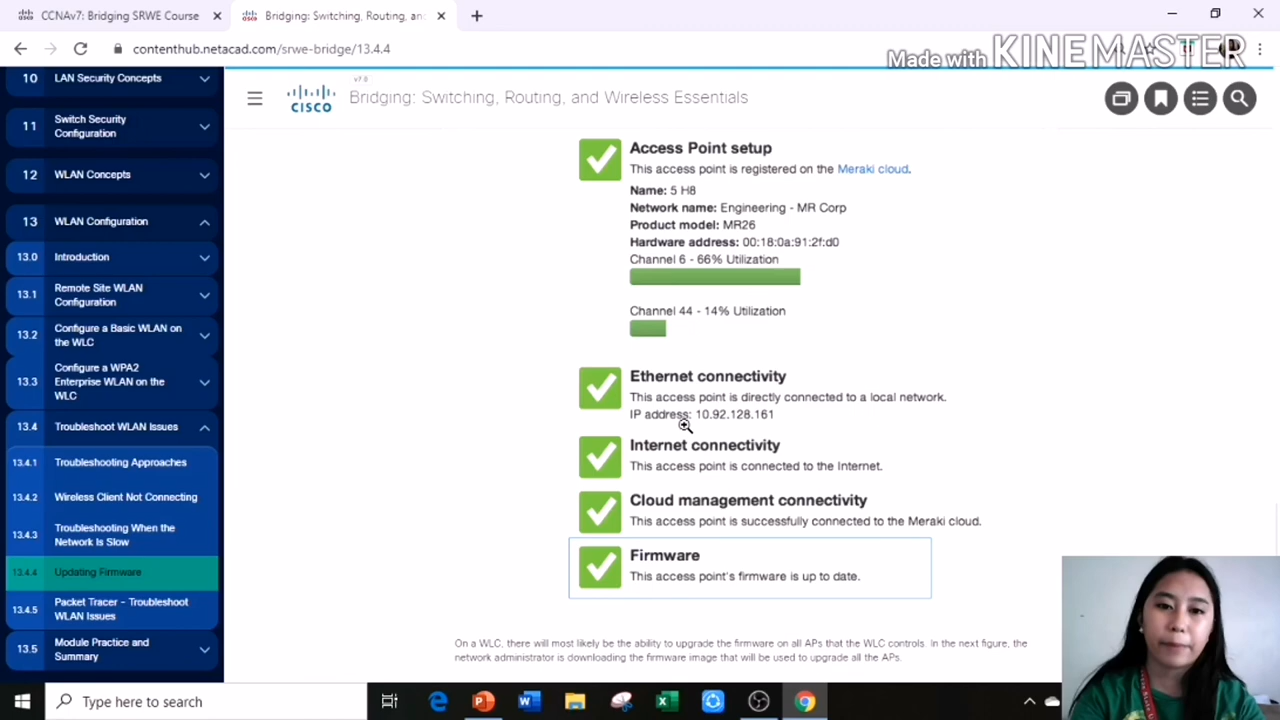 CCNAv7: Bridging SRWE Course
Bridging: Switching, Routing, and
contenthub.netacad.com/srwe-bridge/13.4.4
Made with KINEMASTER
10 LAN Security Concepts
11 Switch Security
Configuration
12 WLAN Concepts
13 WLAN Configuration
13.0 Introduction
13.1 Remote Site WLAN
Configuration
13.2 Configure a Basic WLAN on
the WLC
13.3 Configure a WPA2
Enterprise WLAN on the
WLC
13.4 Troubleshoot WLAN Issues
13.4.1 Troubleshooting Approaches
13.4.2 Wireless Client Not Connecting
13.4.3 Troubleshooting When the
Network Is Slow
13.4.4 Updating Firmware
13.4.5 Packet Tracer - Troubleshoot
WLAN Issues
13.5 Module Practice and
Summary
v7.0
CISCO
Bridging: Switching, Routing, and Wireless Essentials
Access Point setup
This access point is registered on the Meraki cloud.
Name: 5 H8
Network name: Engineering - MR Corp
Product model: MR26
Hardware address: 00:18:0a:91:2f:d0
Channel 6 - 66% Utilization
Channel 44 - 14% Utilization
Ethernet connectivity
This access point is directly connected to a local network.
IP address: 10.92.128.161
Internet connectivity
This access point is connected to the Internet.
Cloud management connectivity
This access point is successfully connected to the Meraki cloud.
Firmware
This access point's firmware is up to date.
On a WLC, there will most likely be the ability to upgrade the firmware on all APs that the WLC controls. In the next figure, the
network administrator is downloading the firmware image that will be used to upgrade all the APs.
Type here to search